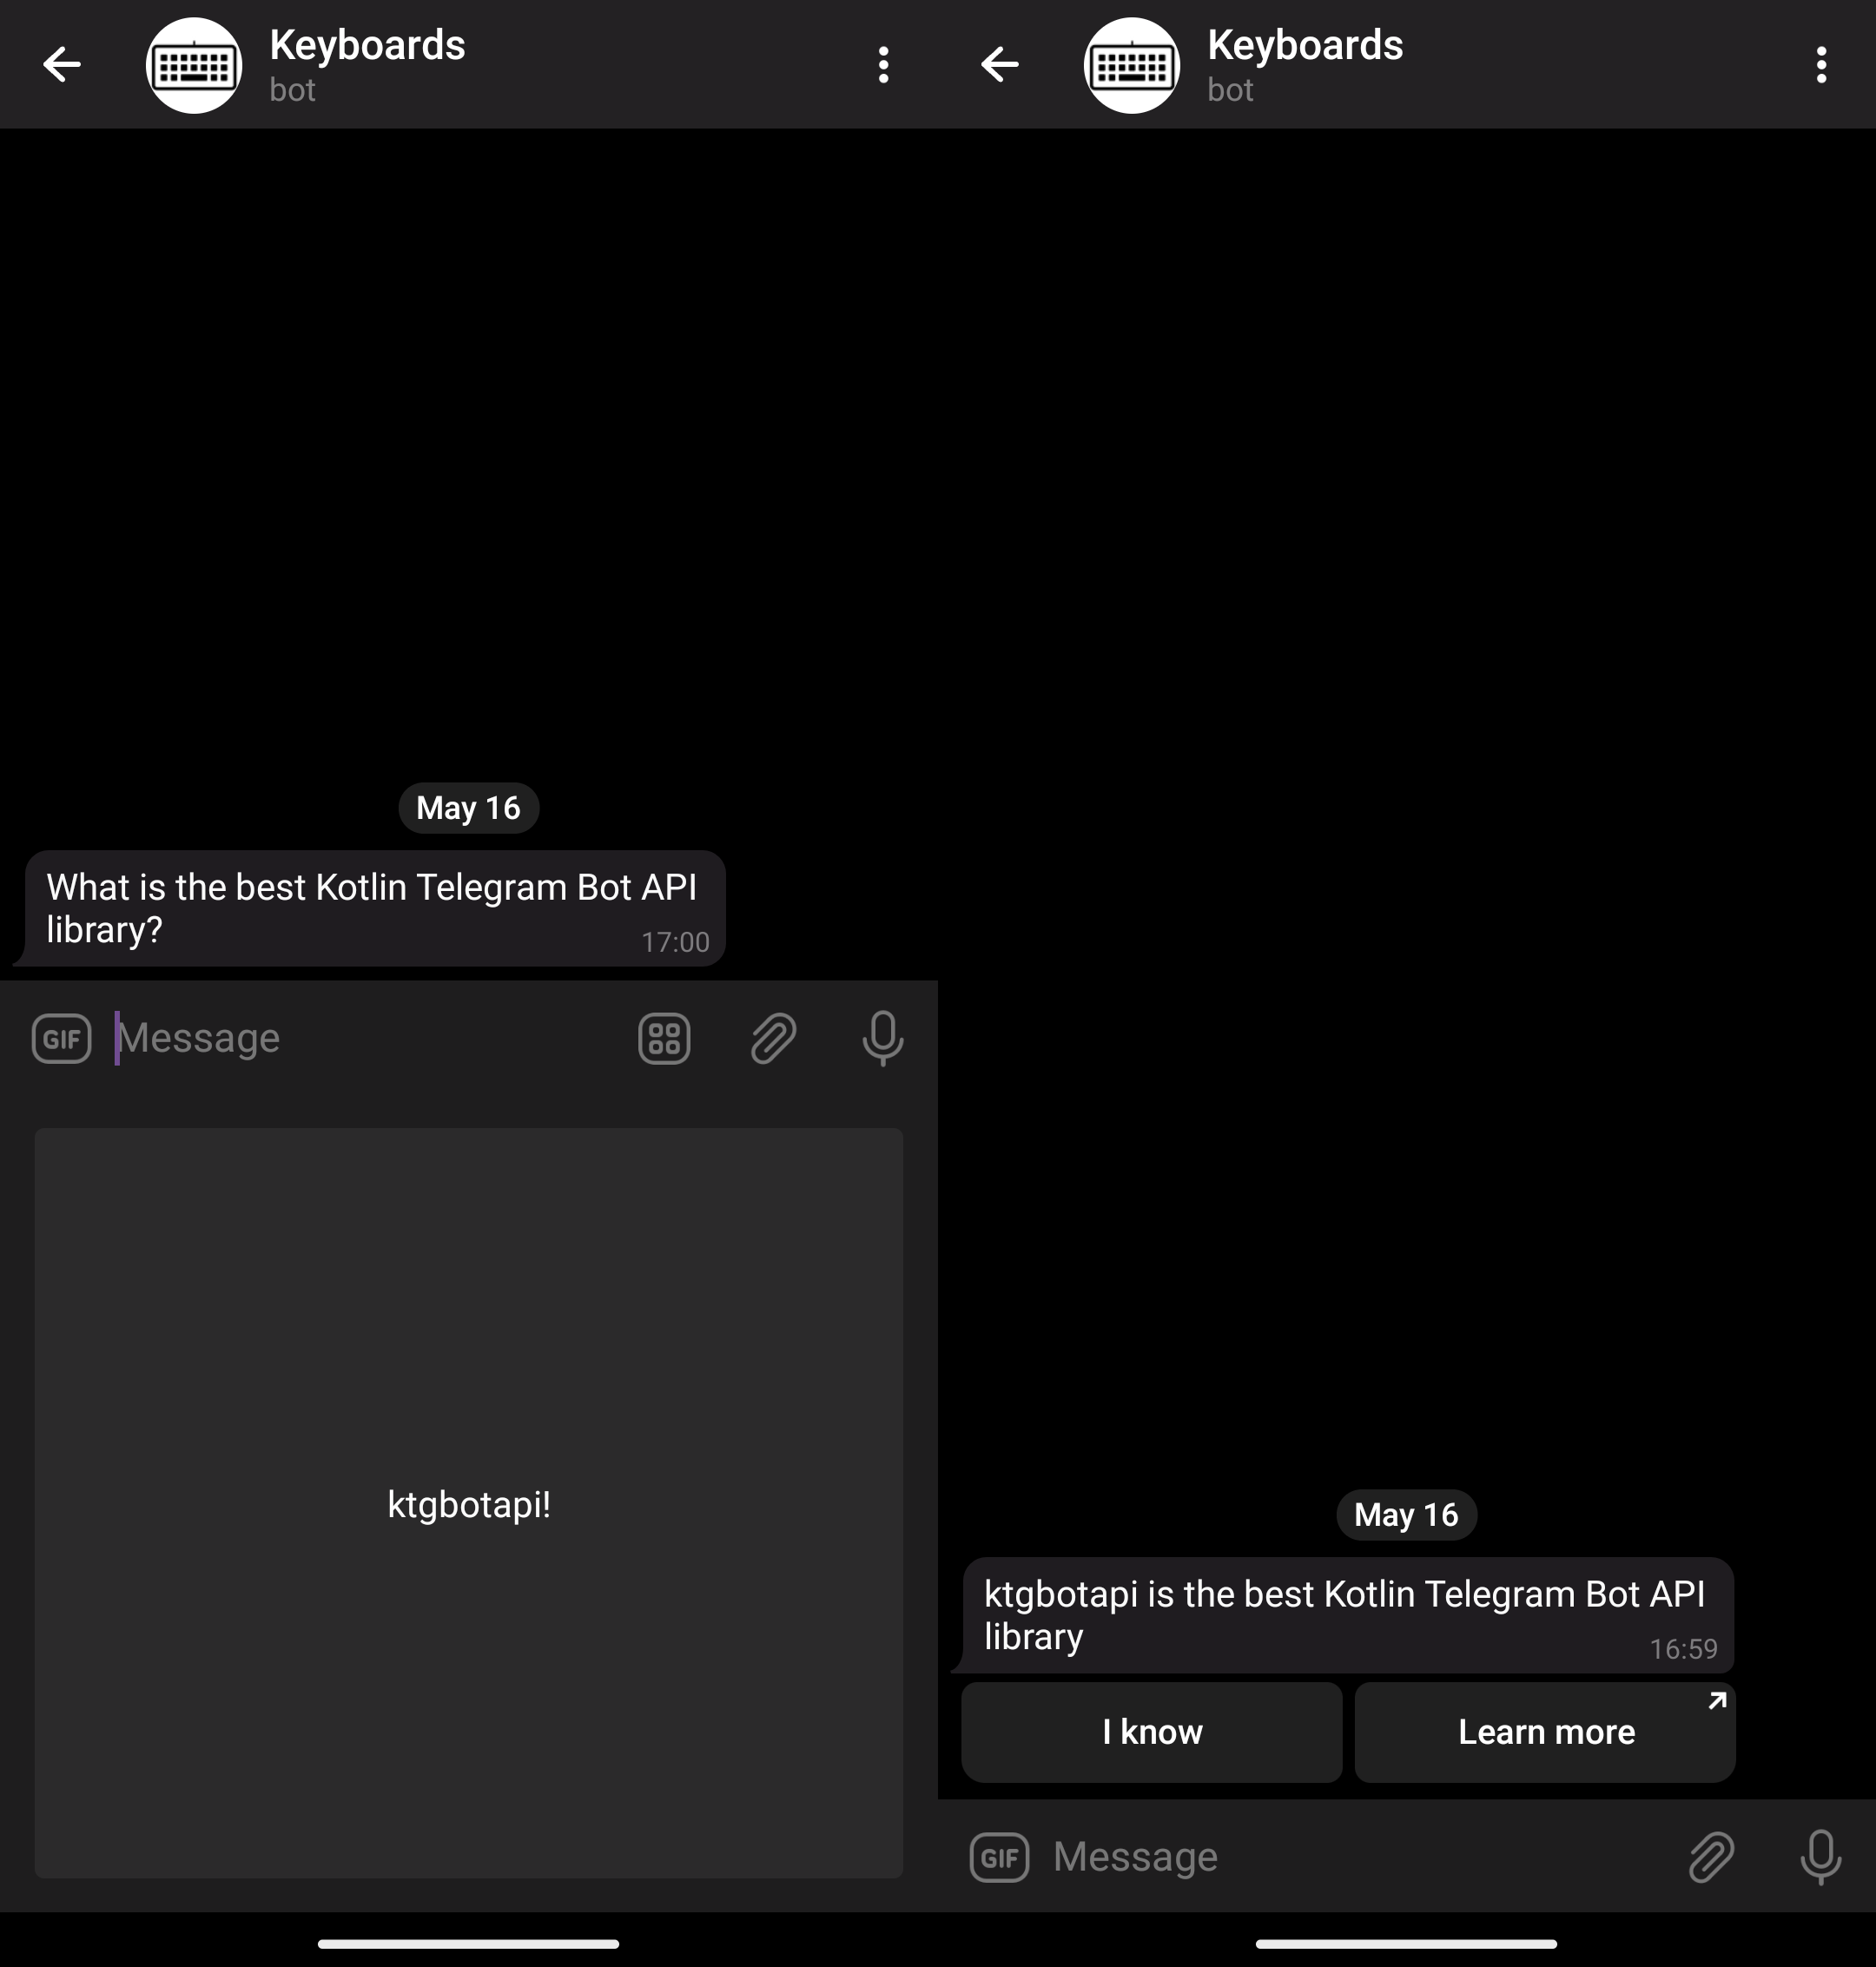 Keyboards
bot
May 16
What is the best Kotlin Telegram Bot API
library?
17:00
GIF
Message
ktgbotapi!
Keyboards
bot
May 16
ktgbotapi is the best Kotlin Telegram Bot API
library
16:59
I know
Learn more
GIF
Message